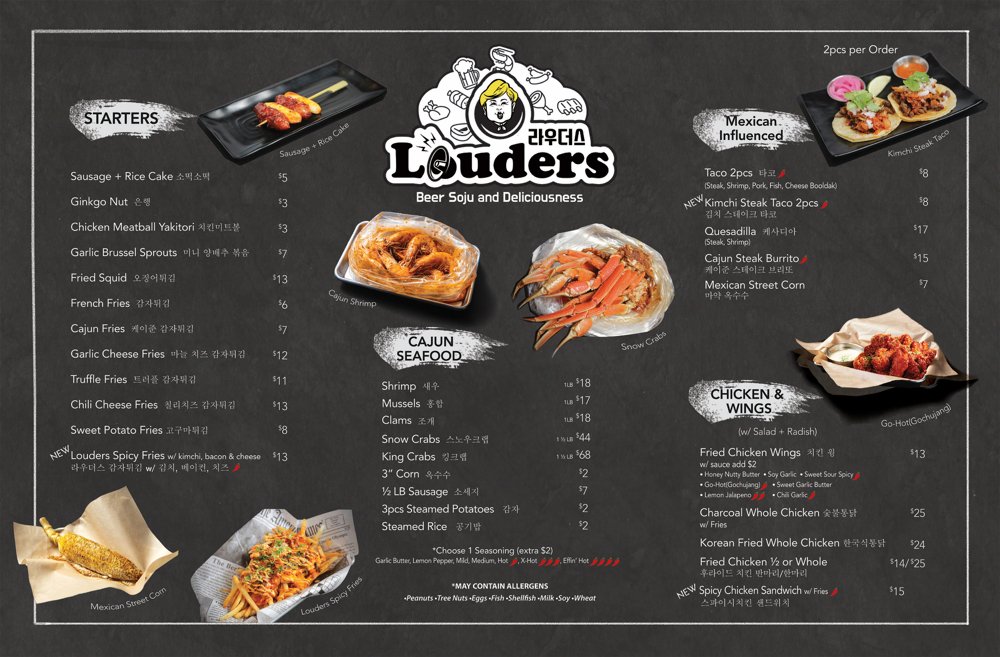 STARTERS
Sausage + Rice Cake
Sausage + Rice Cake 소떡소떡 $5
Ginkgo Nut 은행 $3
Chicken Meatball Yakitori 치킨미트볼 $3
Garlic Brussel Sprouts 미니 양배추 볶음 $7
Fried Squid 오징어튀김 $13
French Fries 감자튀김 $6
Cajun Fries 케이준 감자튀김 $7
Garlic Cheese Fries 마늘 치즈 감자튀김 $12
Truffle Fries 트러플 감자튀김 $11
Chili Cheese Fries 칠리치즈 감자튀김 $13
Sweet Potato Fries 고구마튀김 $8
NEW Louders Spicy Fries w/ kimchi, bacon & cheese $13
라우더스 감자튀김 w/ 김치, 베이컨, 치즈
Mexican Street Corn
Louders Spicy Fries
라우더스
Louders
Beer Soju and Deliciousness
Cajun Shrimp
Snow Crabs
CAJUN
SEAFOOD
Shrimp 새우 1LB $18
Mussels 홍합 1LB $17
Clams 조개 1LB $18
Snow Crabs 스노우크랩 1 ½ LB $44
King Crabs 킹크랩 1 ½ LB $68
3" Corn 옥수수 $2
½ LB Sausage 소세지 $7
3pcs Steamed Potatoes 감자 $2
Steamed Rice 공기밥 $2
*Choose 1 Seasoning (extra $2)
Garlic Butter, Lemon Pepper, Mild, Medium, Hot, X-Hot, Effin' Hot
*MAY CONTAIN ALLERGENS
•Peanuts •Tree Nuts •Eggs •Fish •Shellfish •Milk •Soy •Wheat
2pcs per Order
Mexican
Influenced
Kimchi Steak Taco
Taco 2pcs 타코 $8
(Steak, Shrimp, Pork, Fish, Cheese Booldak)
NEW Kimchi Steak Taco 2pcs $8
김치 스테이크 타코
Quesadilla 케사디아 $17
(Steak, Shrimp)
Cajun Steak Burrito $15
케이준 스테이크 브리또
Mexican Street Corn $7
마약 옥수수
CHICKEN &
WINGS
Go-Hot(Gochujang)
(w/ Salad + Radish)
Fried Chicken Wings 치킨 윙 $13
w/ sauce add $2
• Honey Nutty Butter • Soy Garlic • Sweet Sour Spicy
• Go-Hot(Gochujang) • Sweet Garlic Butter
• Lemon Jalapeno • Chili Garlic
Charcoal Whole Chicken 숯불통닭 $25
w/ Fries
Korean Fried Whole Chicken 한국식통닭 $24
Fried Chicken ½ or Whole $14/$25
후라이드 치킨 반마리/한마리
NEW Spicy Chicken Sandwich w/ Fries $15
스파이시치킨 샌드위치